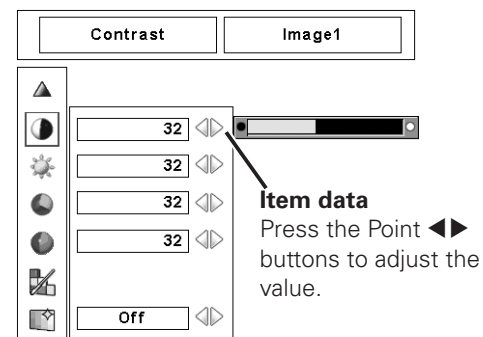 Contrast Image1
32
32
32
32
Off
Item data
Press the Point ◀▶
buttons to adjust the
value.